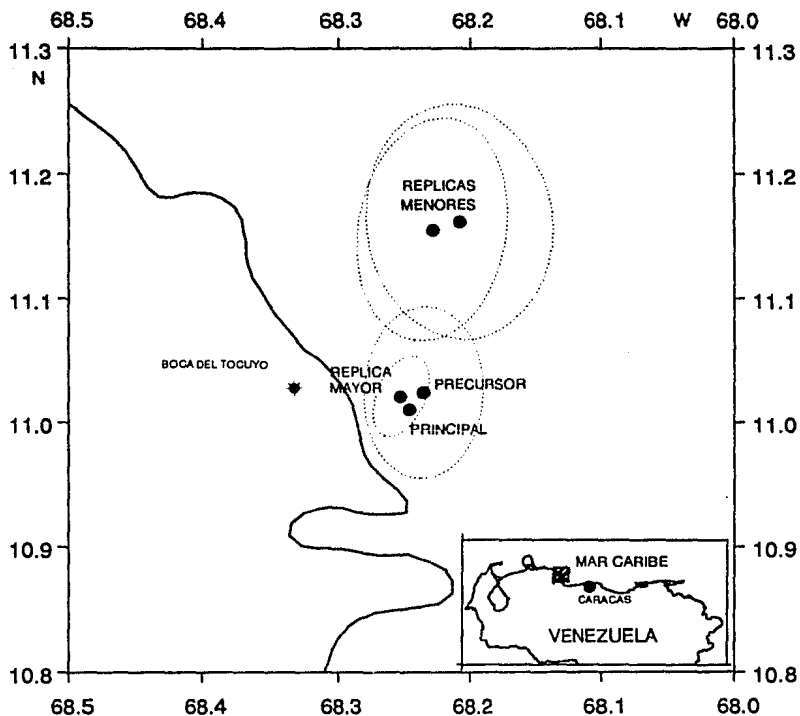 68.5 68.4 68.3 68.2 68.1 W 68.0
11.3 11.3
N
11.2 11.2
REPLICAS
MENORES
11.1 11.1
BOCA DEL TOCUYO
REPLICA
MAYOR
PRECURSOR
11.0 11.0
PRINCIPAL
10.9 10.9
MAR CARIBE
CARACAS
VENEZUELA
10.8 10.8
68.5 68.4 68.3 68.2 68.1 68.0